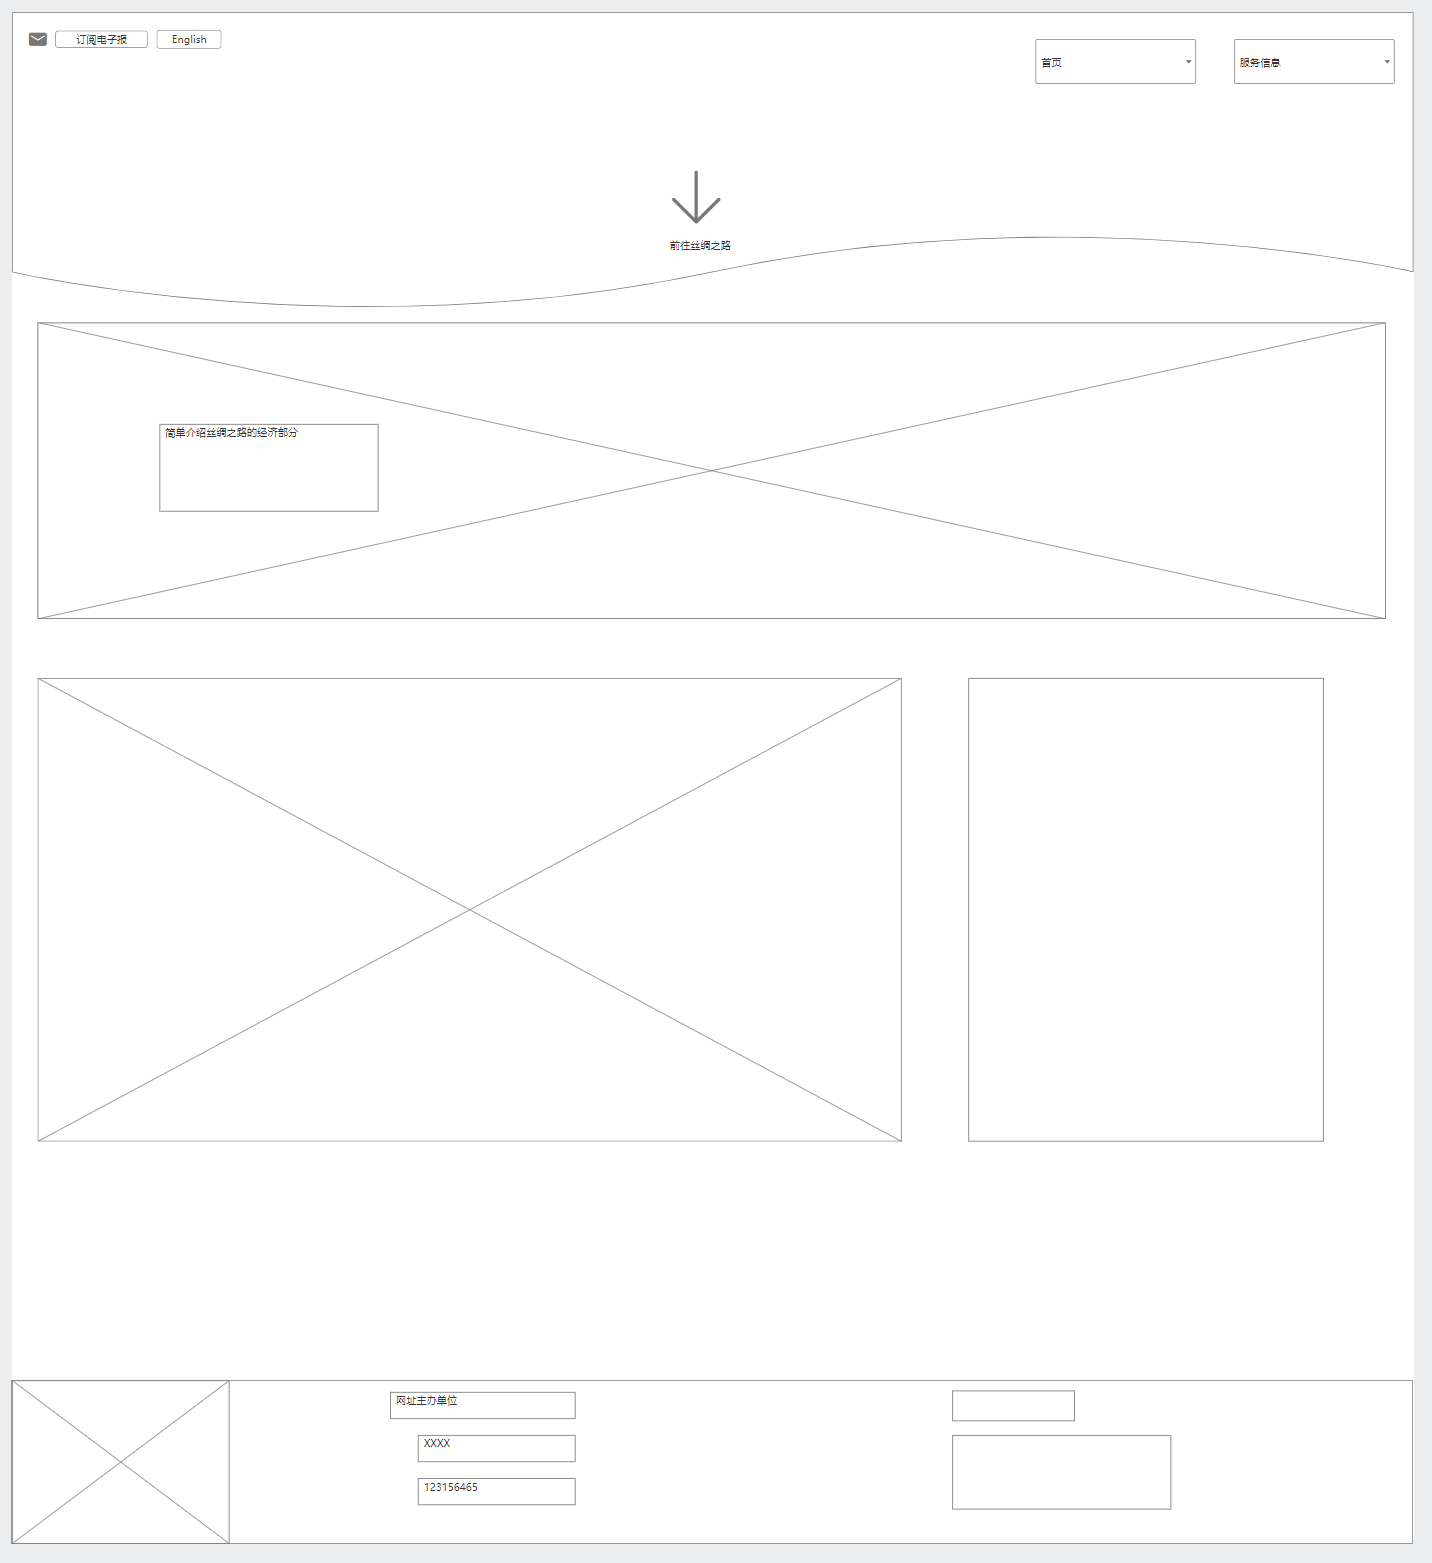 订阅电子报
English
首页
服务信息
前往丝绸之路
简单介绍丝绸之路的经济部分
网址主办单位
XXXX
123156465